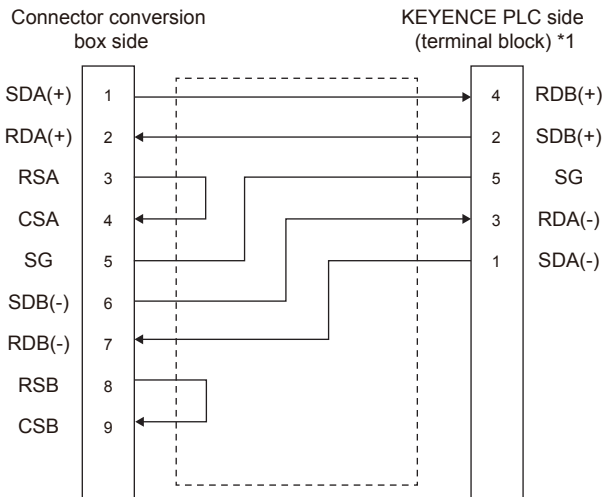 Connector conversion
box side
KEYENCE PLC side
(terminal block) *1
SDA(+) 1 4 RDB(+)
RDA(+) 2 2 SDB(+)
RSA 3 5 SG
CSA 4 3 RDA(-)
SG 5 1 SDA(-)
SDB(-) 6
RDB(-) 7
RSB 8
CSB 9